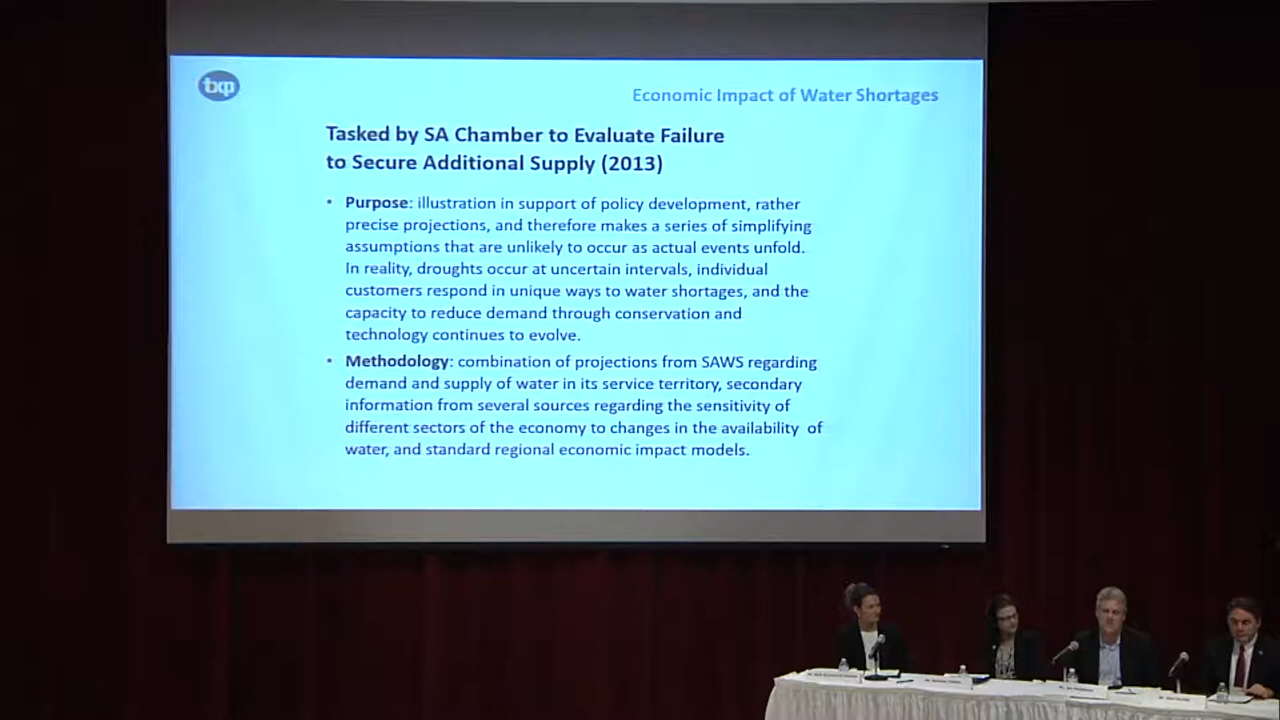 txp
Economic Impact of Water Shortages
Tasked by SA Chamber to Evaluate Failure
to Secure Additional Supply (2013)
• Purpose: illustration in support of policy development, rather
precise projections, and therefore makes a series of simplifying
assumptions that are unlikely to occur as actual events unfold.
In reality, droughts occur at uncertain intervals, individual
customers respond in unique ways to water shortages, and the
capacity to reduce demand through conservation and
technology continues to evolve.
• Methodology: combination of projections from SAWS regarding
demand and supply of water in its service territory, secondary
information from several sources regarding the sensitivity of
different sectors of the economy to changes in the availability of
water, and standard regional economic impact models.